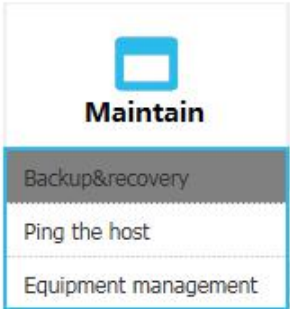 Maintain
Backup&recovery
Ping the host
Equipment management